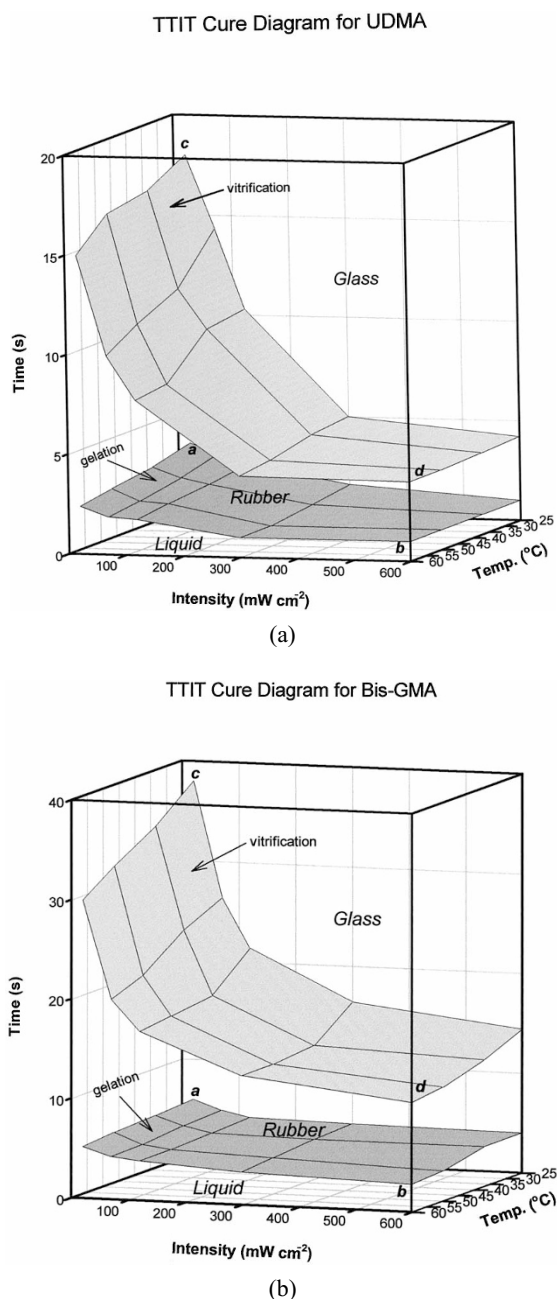 TTIT Cure Diagram for UDMA
20
c
vitrification
15
Glass
Time (s)
10
gelation
a
5
d
Rubber
Liquid
b
0
100
200
300
400
500
600
60
55
50
45
40
35
30
25
Temp. (°C)
Intensity (mW cm⁻²)
(a)
TTIT Cure Diagram for Bis-GMA
40
c
vitrification
30
Glass
Time (s)
20
gelation
a
10
d
Rubber
Liquid
b
0
100
200
300
400
500
600
60
55
50
45
40
35
30
25
Temp. (°C)
Intensity (mW cm⁻²)
(b)